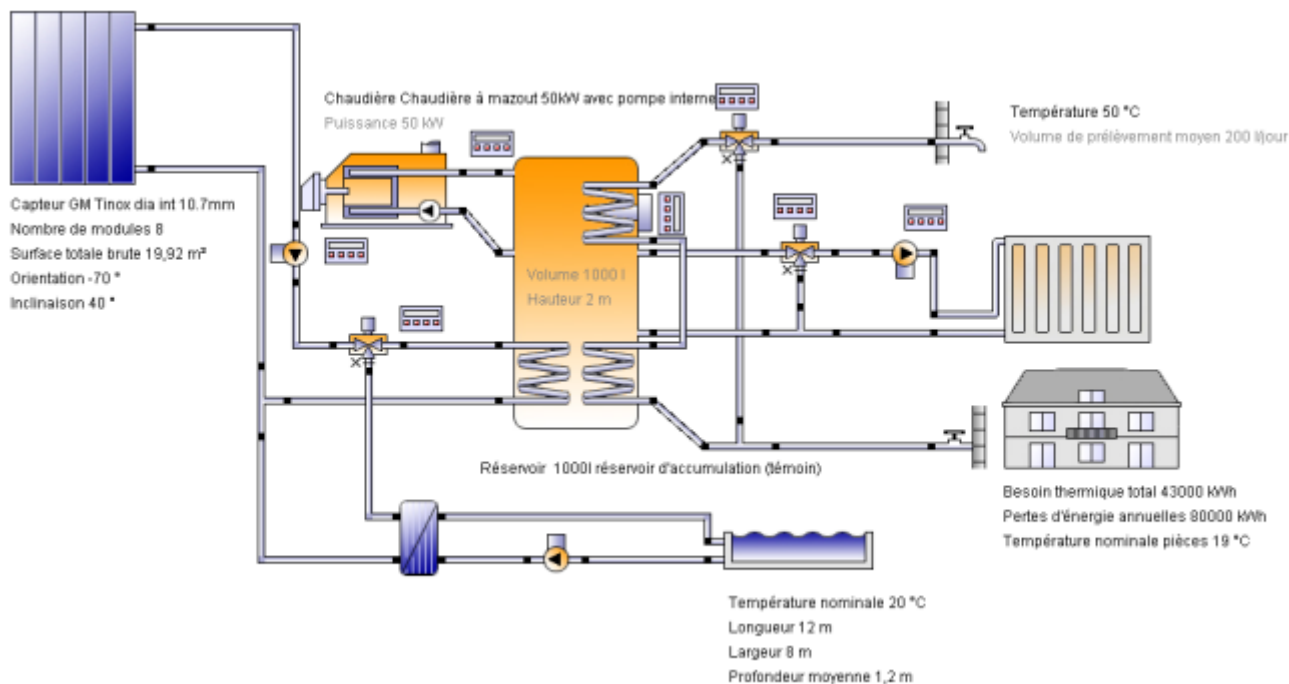 Chaudière Chaudière à mazout 50kW avec pompe interne
Puissance 50 kW
Température 50 °C
Volume de prélèvement moyen 200 l/jour
Capteur GM Tinox dia int 10.7mm
Nombre de modules 8
Surface totale brute 19,92 m²
Orientation -70 °
Inclinaison 40 °
Volume 1000 l
Hauteur 2 m
Réservoir 1000l réservoir d'accumulation (témoin)
Besoin thermique total 43000 kWh
Pertes d'énergie annuelles 80000 kWh
Température nominale pièces 19 °C
Température nominale 20 °C
Longueur 12 m
Largeur 8 m
Profondeur moyenne 1,2 m